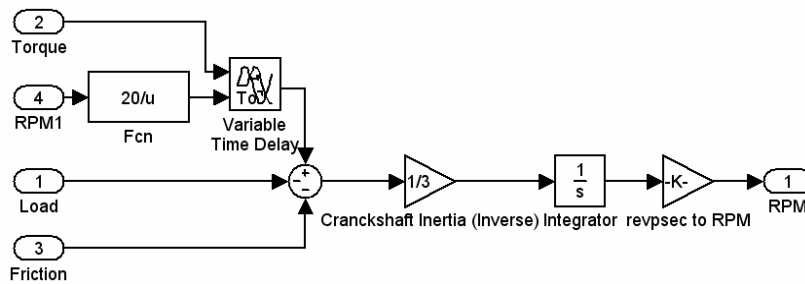 2
Torque
4
RPM1
20/u
Fcn
To
Variable
Time Delay
1
Load
3
Friction
+
−
−
1/3
Cranckshaft Inertia (Inverse)
1
s
Integrator
-K-
revpsec to RPM
1
RPM